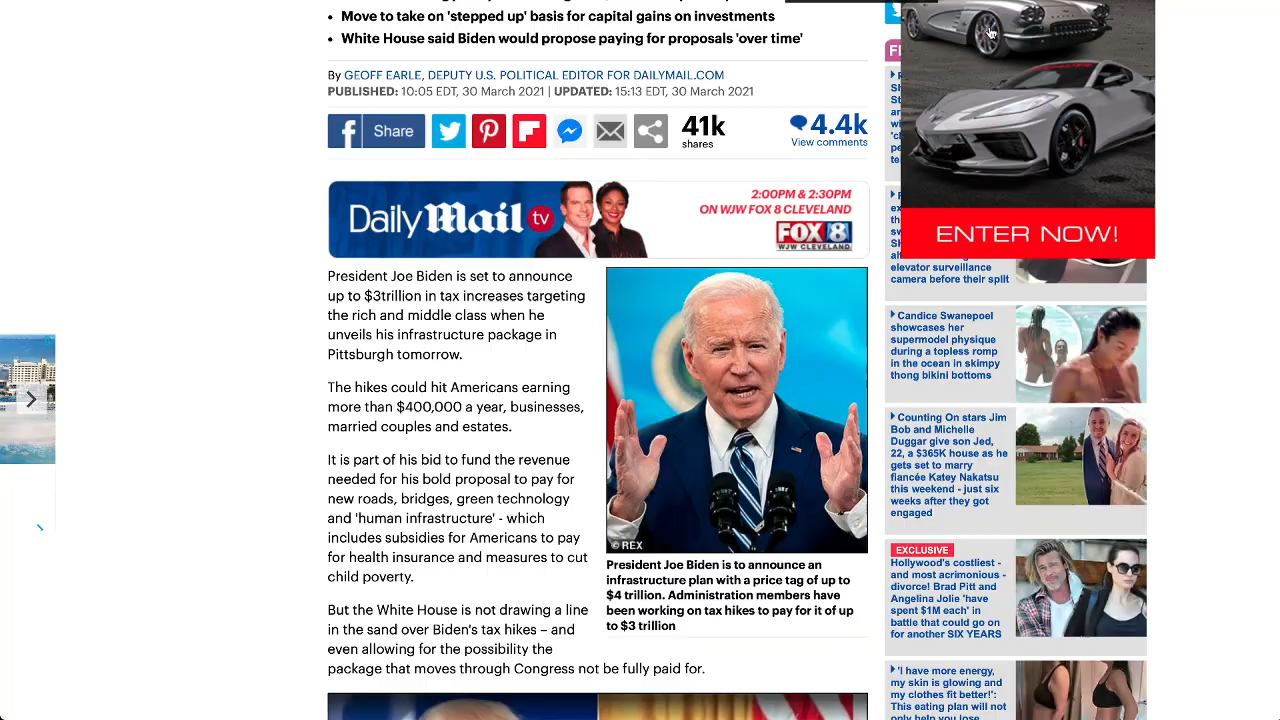 • Move to take on 'stepped up' basis for capital gains on investments
• White House said Biden would propose paying for proposals 'over time'
By GEOFF EARLE, DEPUTY U.S. POLITICAL EDITOR FOR DAILYMAIL.COM
PUBLISHED: 10:05 EDT, 30 March 2021 | UPDATED: 15:13 EDT, 30 March 2021
f Share
41k
shares
4.4k
View comments
Daily Mail tv
2:00PM & 2:30PM
ON WJW FOX 8 CLEVELAND
FOX 8
WJW CLEVELAND
President Joe Biden is set to announce
up to $3trillion in tax increases targeting
the rich and middle class when he
unveils his infrastructure package in
Pittsburgh tomorrow.
The hikes could hit Americans earning
more than $400,000 a year, businesses,
married couples and estates.
It is part of his bid to fund the revenue
needed for his bold proposal to pay for
new roads, bridges, green technology
and 'human infrastructure' - which
includes subsidies for Americans to pay
for health insurance and measures to cut
child poverty.
But the White House is not drawing a line
in the sand over Biden's tax hikes – and
even allowing for the possibility the
package that moves through Congress not be fully paid for.
© REX
President Joe Biden is to announce an
infrastructure plan with a price tag of up to
$4 trillion. Administration members have
been working on tax hikes to pay for it of up
to $3 trillion
ENTER NOW!
elevator surveillance
camera before their split
Candice Swanepoel
showcases her
supermodel physique
during a topless romp
in the ocean in skimpy
thong bikini bottoms
Counting On stars Jim
Bob and Michelle
Duggar give son Jed,
22, a $365K house as he
gets set to marry
fiancée Katey Nakatsu
this weekend - just six
weeks after they got
engaged
EXCLUSIVE
Hollywood's costliest -
and most acrimonious -
divorce! Brad Pitt and
Angelina Jolie 'have
spent $1M each' in
battle that could go on
for another SIX YEARS
'I have more energy,
my skin is glowing and
my clothes fit better!':
This eating plan will not
only help you lose